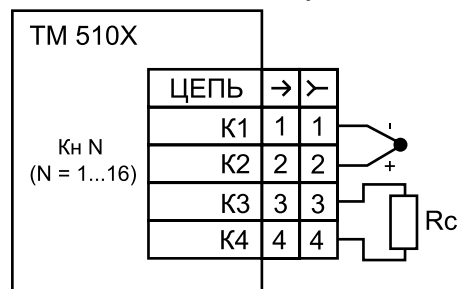 ТМ 510Х
ЦЕПЬ → ≻
К1 1 1 -
К2 2 2 +
К3 3 3
К4 4 4
Кн N
(N = 1...16)
Rc